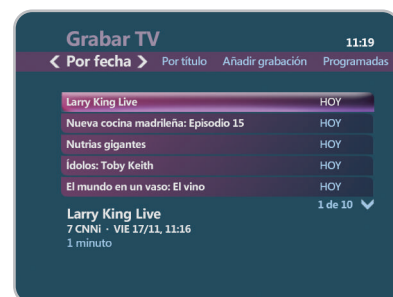 Grabar TV
11:19
Por fecha Por título Añadir grabación Programadas
Larry King Live HOY
Nueva cocina madrileña: Episodio 15 HOY
Nutrias gigantes HOY
Ídolos: Toby Keith HOY
El mundo en un vaso: El vino HOY
1 de 10
Larry King Live
7 CNNi · VIE 17/11, 11:16
1 minuto